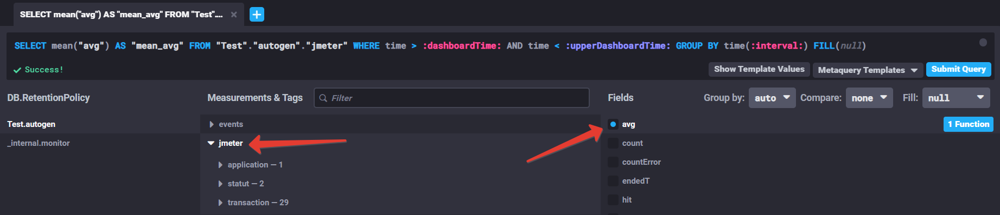 SELECT mean("avg") AS "mean_avg" FROM "Test"....
SELECT mean("avg") AS "mean_avg" FROM "Test"."autogen"."jmeter" WHERE time > :dashboardTime: AND time < :upperDashboardTime: GROUP BY time(:interval:) FILL(null)
Success!
Show Template Values
Metaquery Templates
Submit Query
DB.RetentionPolicy
Measurements & Tags
Filter
Fields
Group by: auto
Compare: none
Fill: null
Test.autogen
events
avg
1 Function
_internal.monitor
jmeter
count
application — 1
countError
statut — 2
endedT
transaction — 29
hit